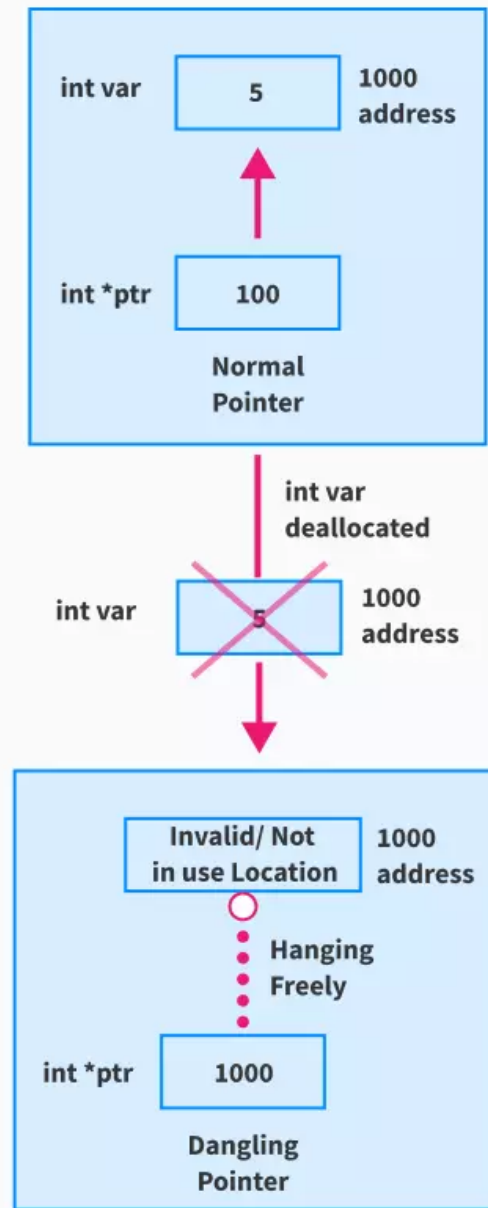 int var
5
1000
address
int *ptr
100
Normal
Pointer
int var
deallocated
int var
5
1000
address
Invalid/ Not
in use Location
1000
address
Hanging
Freely
int *ptr
1000
Dangling
Pointer